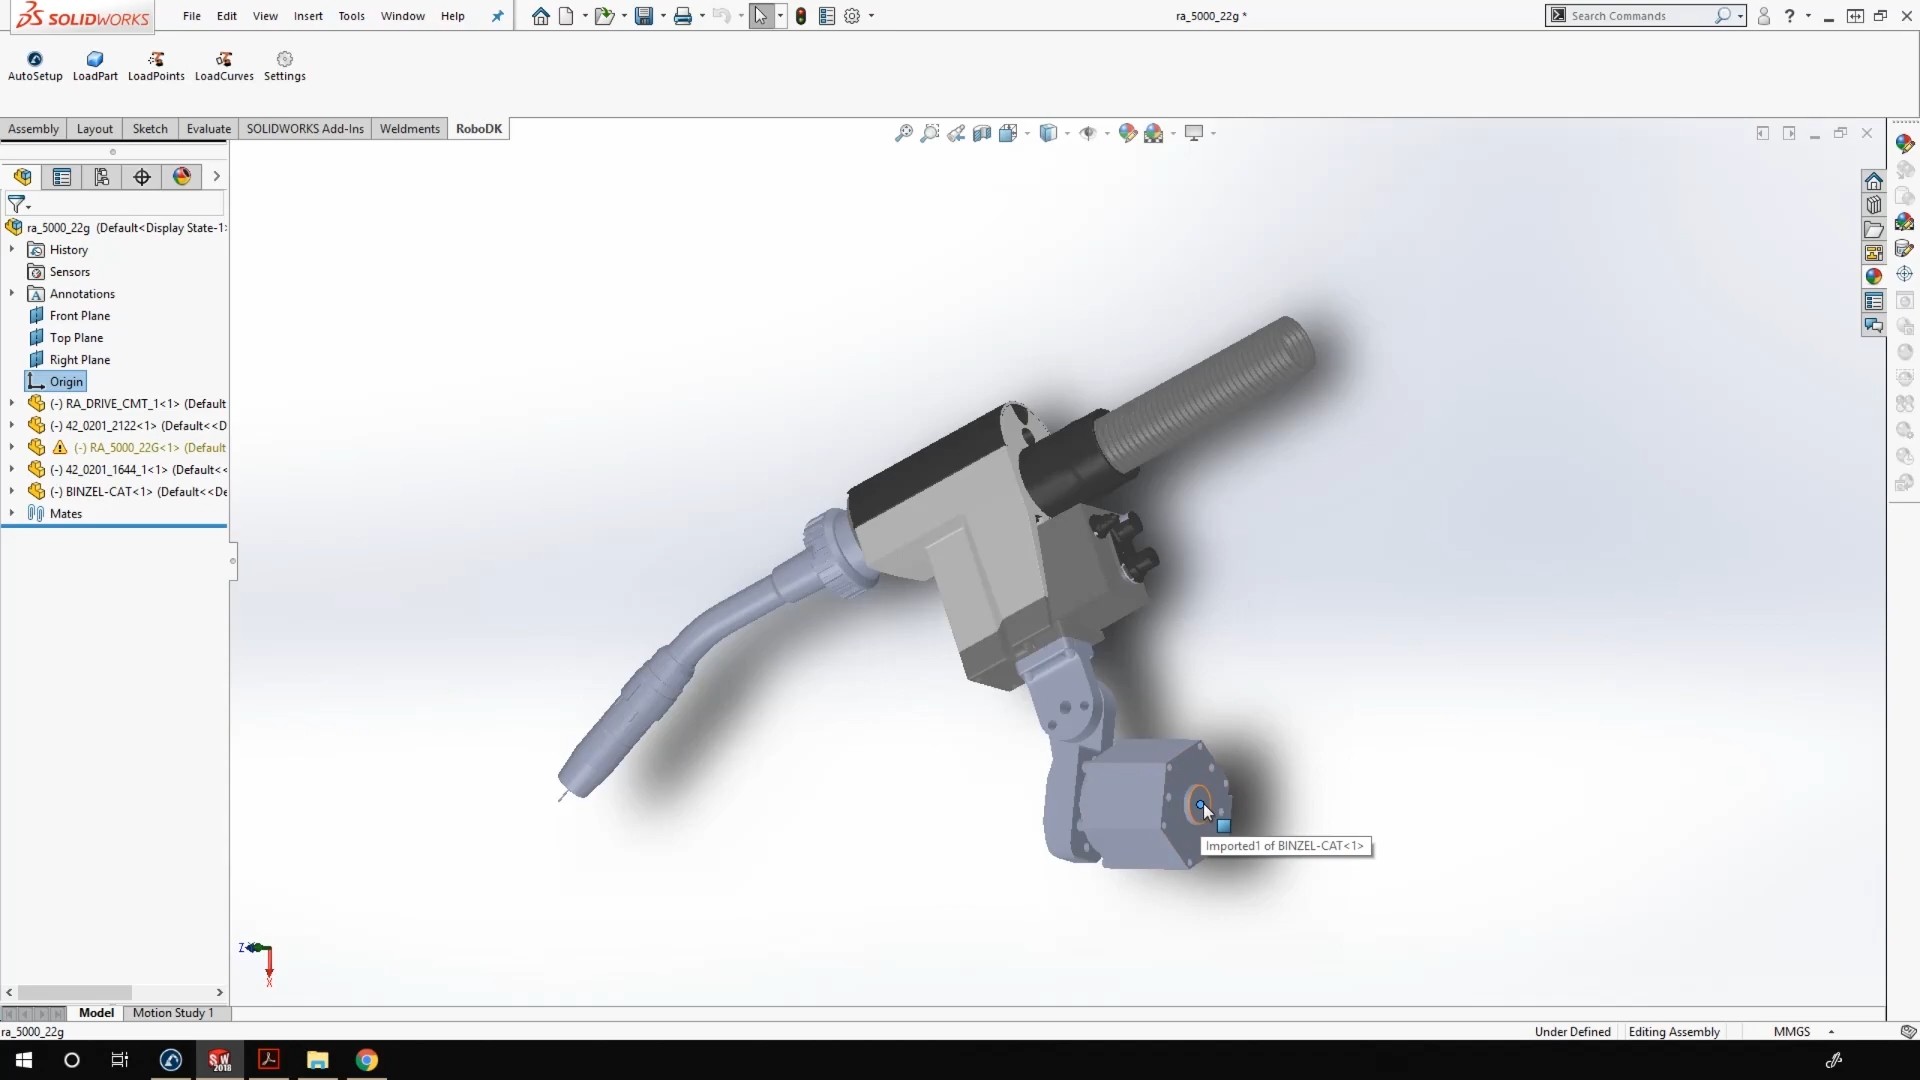 SOLIDWORKS File Edit View Insert Tools Window Help ra_5000_22g * Search Commands
AutoSetup LoadPart LoadPoints LoadCurves Settings
Assembly Layout Sketch Evaluate SOLIDWORKS Add-Ins Weldments RoboDK
ra_5000_22g (Default<Display State-1>
History
Sensors
Annotations
Front Plane
Top Plane
Right Plane
Origin
(-) RA_DRIVE_CMT_1<1> (Default
(-) 42_0201_2122<1> (Default<<D
(-) RA_5000_22G<1> (Default
(-) 42_0201_1644_1<1> (Default<<
(-) BINZEL-CAT<1> (Default<<De
Mates
Imported1 of BINZEL-CAT<1>
Z
X
Model Motion Study 1
ra_5000_22g Under Defined Editing Assembly MMGS
SW
2018